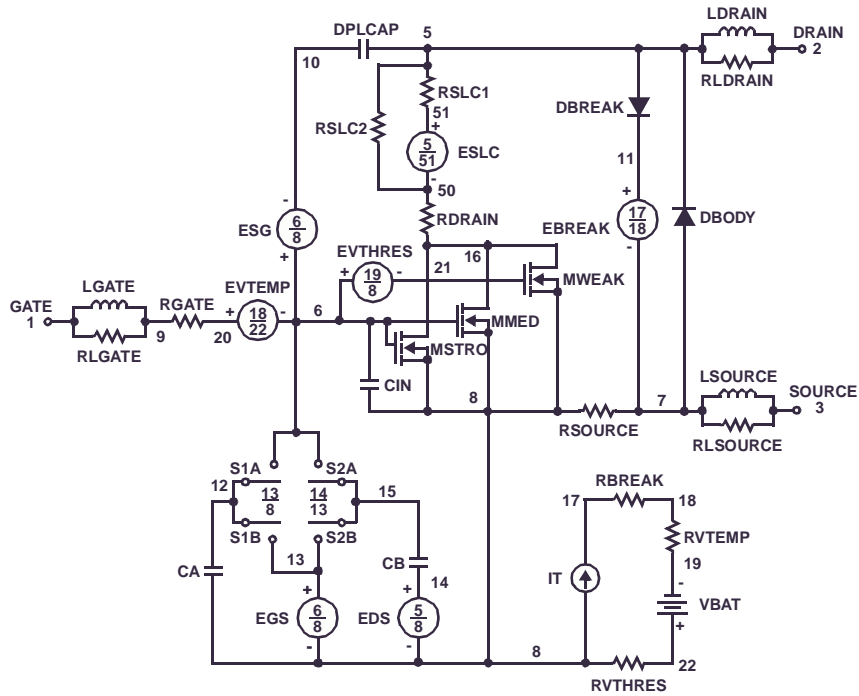 LDRAIN
DPLCAP 5 DRAIN
10 2
RLDRAIN
RSLC1
DBREAK
51
RSLC2 +
5
51
ESLC
11
-
50
- +
6
8
ESG RDRAIN EBREAK 17
18
DBODY
EVTHRES -
+ 16
+ 19
8
- 21 MWEAK
LGATE EVTEMP
GATE RGATE + 18
22
- 6 MMED
1
9 20 MSTRO
RLGATE
LSOURCE
CIN SOURCE
8 7 3
RSOURCE
RLSOURCE
S1A S2A
12 13
8
14
13
15 17 RBREAK 18
S1B S2B RVTEMP
13 CB 19
CA IT
+ + 14 -
EGS 6
8
EDS 5
8
VBAT
- - +
8 22
RVTHRES